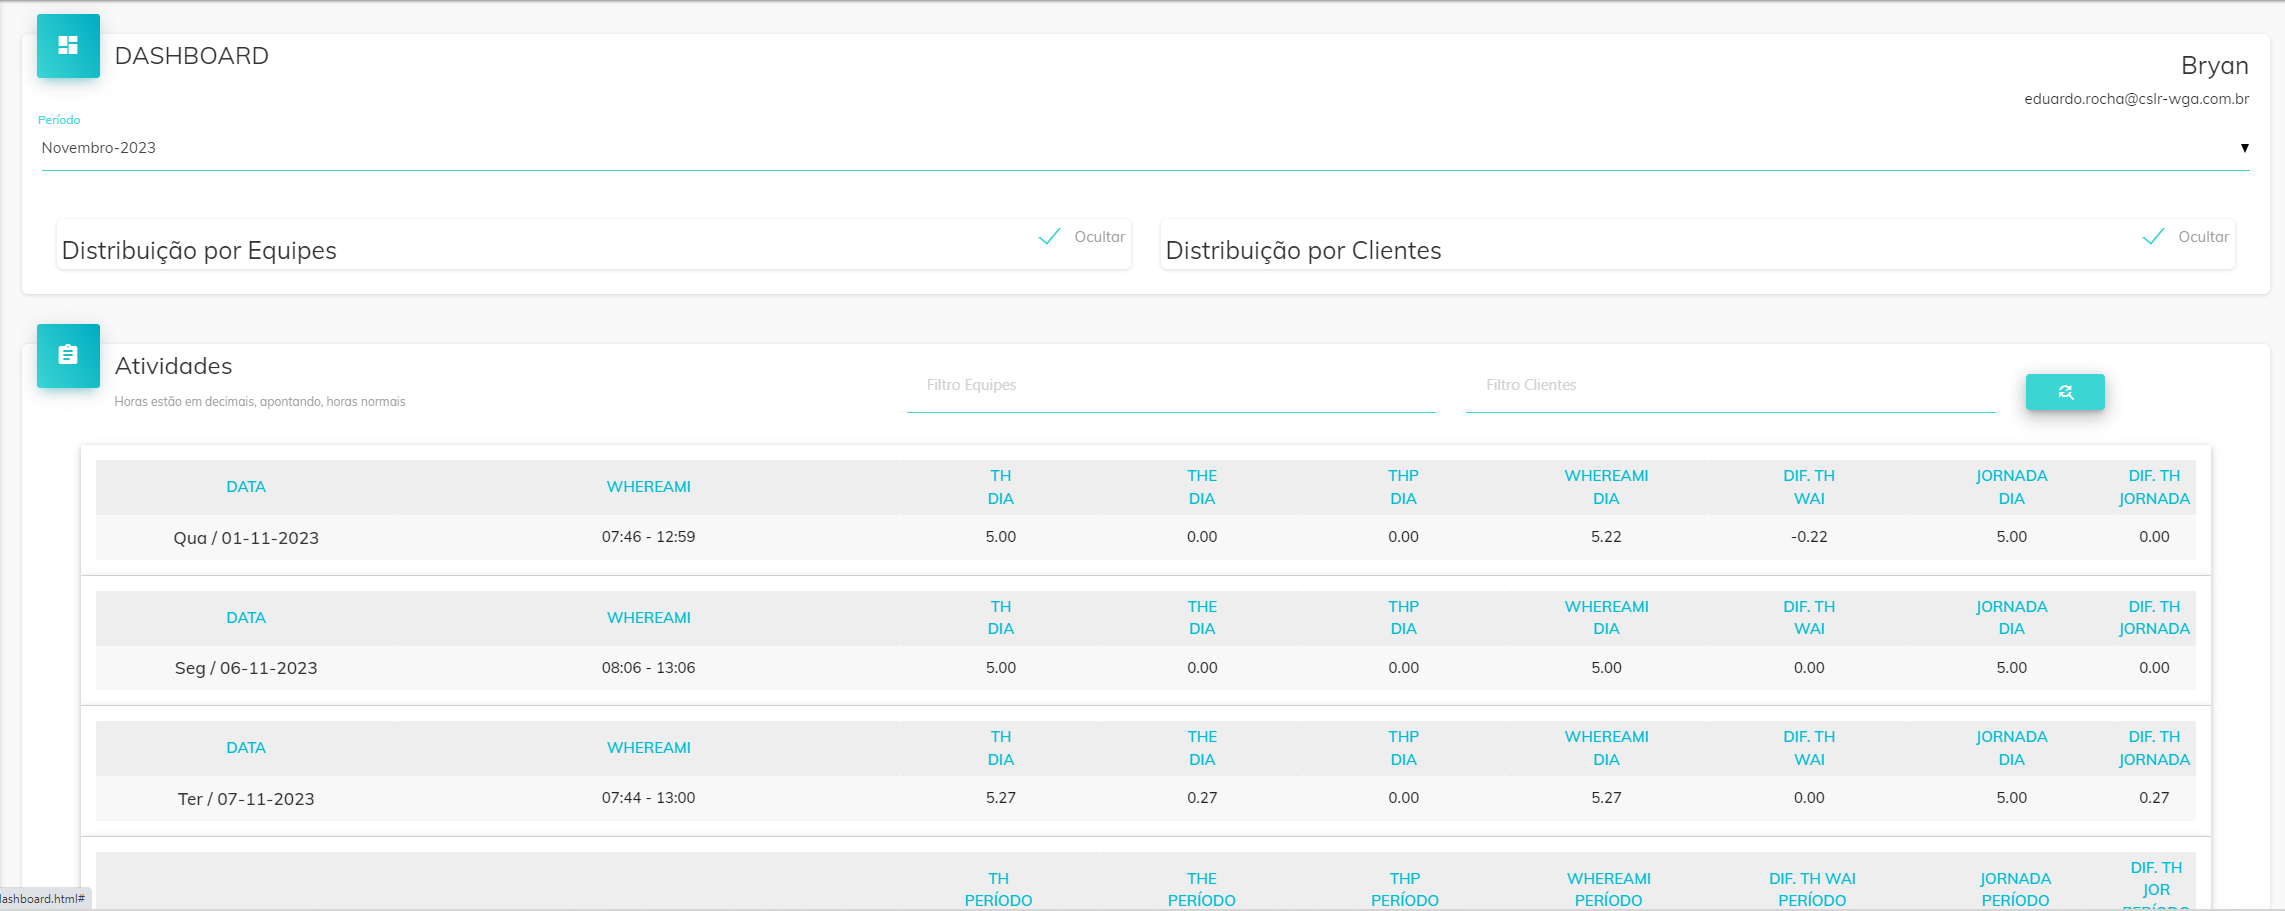 DASHBOARD
Bryan
eduardo.rocha@cslr-wga.com.br
Período
Novembro-2023
Distribuição por Equipes
Ocultar
Distribuição por Clientes
Ocultar
Atividades
Horas estão em decimais, apontando, horas normais
Filtro Equipes
Filtro Clientes
DATA WHEREAMI TH DIA THE DIA THP DIA WHEREAMI DIA DIF. TH WAI JORNADA DIA DIF. TH JORNADA
Qua / 01-11-2023 07:46 - 12:59 5.00 0.00 0.00 5.22 -0.22 5.00 0.00
DATA WHEREAMI TH DIA THE DIA THP DIA WHEREAMI DIA DIF. TH WAI JORNADA DIA DIF. TH JORNADA
Seg / 06-11-2023 08:06 - 13:06 5.00 0.00 0.00 5.00 0.00 5.00 0.00
DATA WHEREAMI TH DIA THE DIA THP DIA WHEREAMI DIA DIF. TH WAI JORNADA DIA DIF. TH JORNADA
Ter / 07-11-2023 07:44 - 13:00 5.27 0.27 0.00 5.27 0.00 5.00 0.27
TH PERÍODO THE PERÍODO THP PERÍODO WHEREAMI PERÍODO DIF. TH WAI PERÍODO JORNADA PERÍODO DIF. TH JOR PERÍODO
dashboard.html#